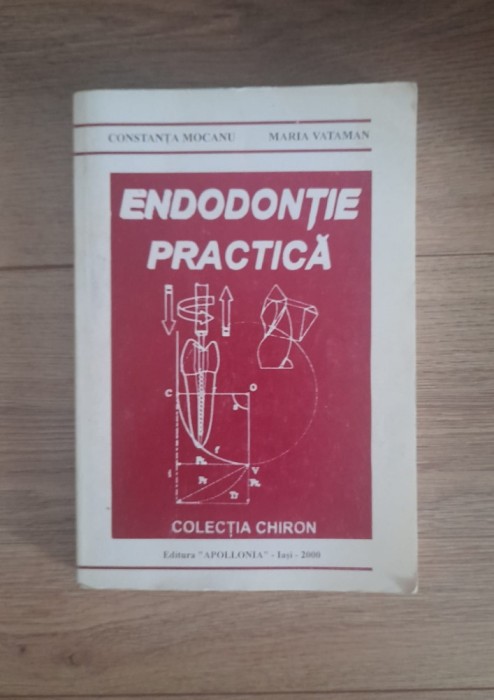 CONSTANȚA MOCANU MARIA VATAMAN
ENDODONȚIE
PRACTICĂ
C O
f
V
COLECȚIA CHIRON
Editura "APOLLONIA" - Iași - 2000